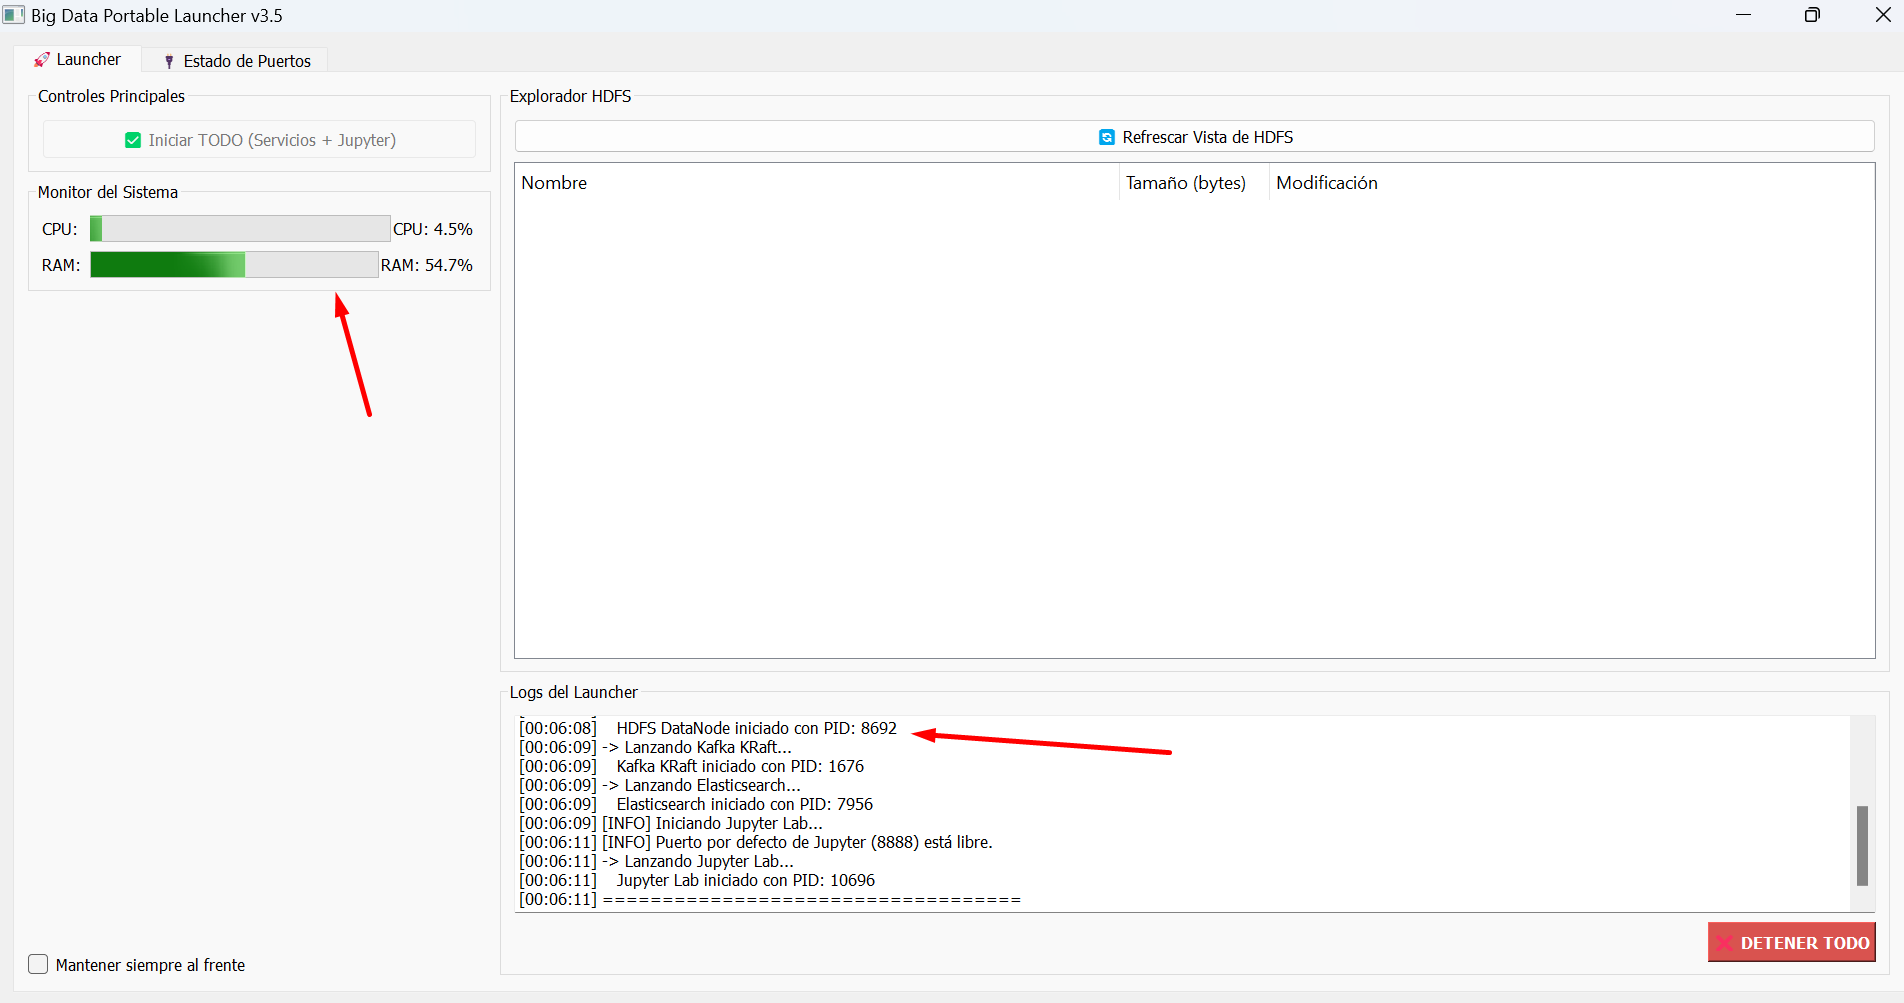 Big Data Portable Launcher v3.5
Launcher
Estado de Puertos
Controles Principales
Iniciar TODO (Servicios + Jupyter)
Monitor del Sistema
CPU:
CPU: 4.5%
RAM:
RAM: 54.7%
Mantener siempre al frente
Explorador HDFS
Refrescar Vista de HDFS
Nombre
Tamaño (bytes)
Modificación
Logs del Launcher
[00:06:08]    HDFS DataNode iniciado con PID: 8692
[00:06:09] -> Lanzando Kafka KRaft...
[00:06:09]    Kafka KRaft iniciado con PID: 1676
[00:06:09] -> Lanzando Elasticsearch...
[00:06:09]    Elasticsearch iniciado con PID: 7956
[00:06:09] [INFO] Iniciando Jupyter Lab...
[00:06:11] [INFO] Puerto por defecto de Jupyter (8888) está libre.
[00:06:11] -> Lanzando Jupyter Lab...
[00:06:11]    Jupyter Lab iniciado con PID: 10696
[00:06:11] ===================================
DETENER TODO